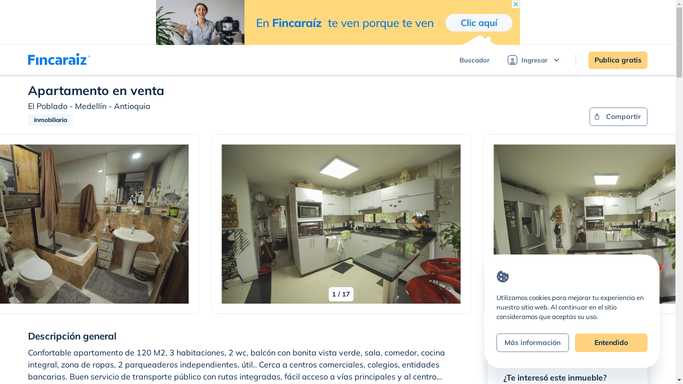 En Fincaraíz te ven porque te ven
Clic aquí
Fincaraíz
Buscador
Ingresar
Publica gratis
Apartamento en venta
El Poblado - Medellín - Antioquia
Inmobiliaria
Compartir
1 / 17
Utilizamos cookies para mejorar tu experiencia en
nuestro sitio web. Al continuar en el sitio
consideramos que aceptas su uso.
Más información
Entendido
Descripción general
Confortable apartamento de 120 M2, 3 habitaciones, 2 wc, balcón con bonita vista verde, sala, comedor, cocina
integral, zona de ropas, 2 parqueaderos independientes, útil.. Cerca a centros comerciales, colegios, entidades
bancarias. Buen servicio de transporte público con rutas integradas, fácil acceso a vías principales y al centro...
¿Te interesó este inmueble?